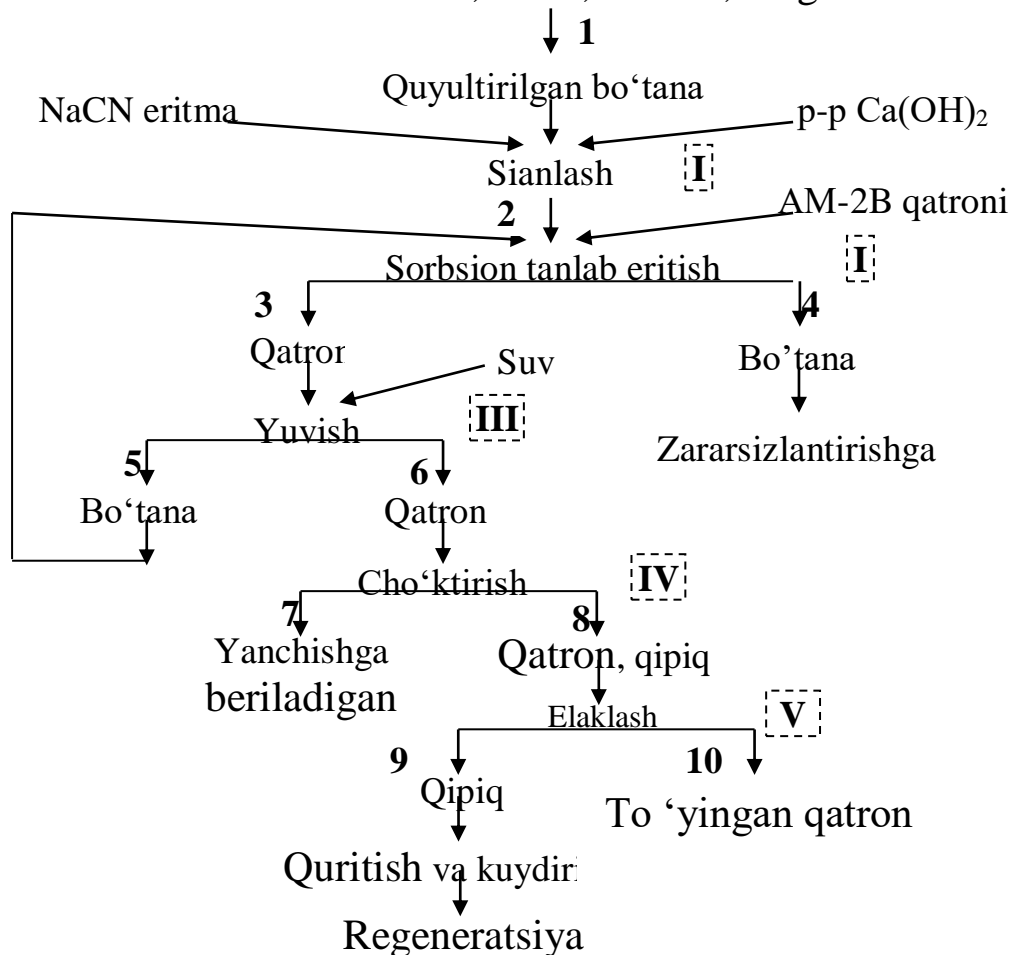 1
Quyultirilgan bo‘tana
NaCN eritma
p-p Ca(OH)₂
Sianlash
I
2
AM-2B qatroni
Sorbsion tanlab eritish
I
3
4
Qatron
Suv
Bo’tana
Yuvish
III
Zararsizlantirishga
5
6
Bo‘tana
Qatron
Cho‘ktirish
IV
7
8
Yanchishga
beriladigan
Qatron, qipiq
Elaklash
V
9
10
Qipiq
To ‘yingan qatron
Quritish va kuydiri
Regeneratsiya